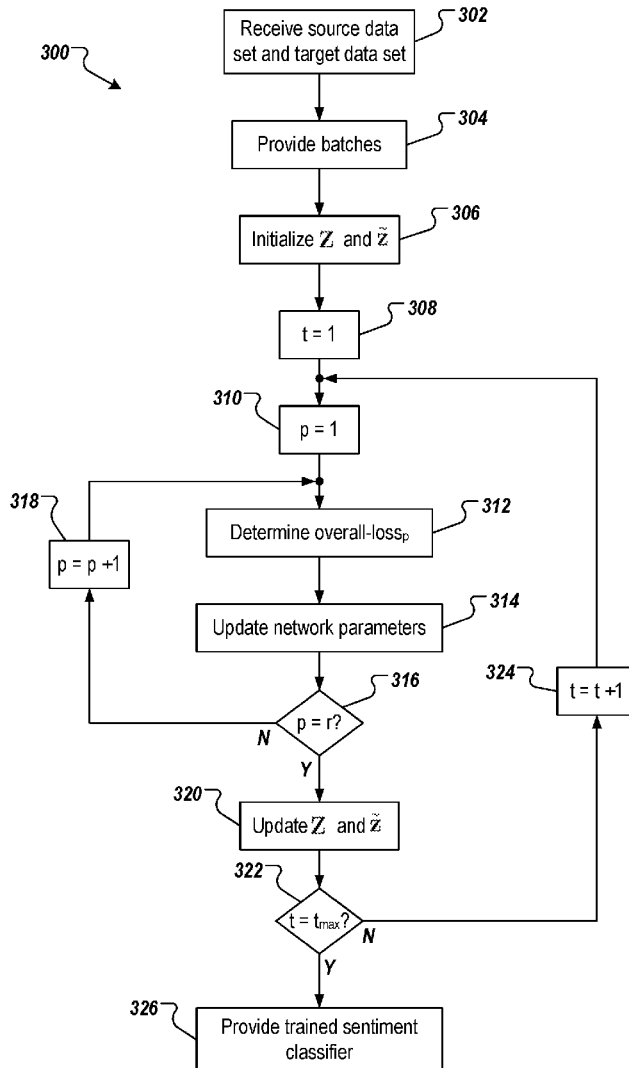 300
302
Receive source data
set and target data set
304
Provide batches
306
Initialize Z and z̃
308
t = 1
310
p = 1
318
p = p +1
312
Determine overall-lossₚ
314
Update network parameters
316
p = r?
N
Y
324
t = t +1
320
Update Z and z̃
322
t = tmax?
N
Y
326
Provide trained sentiment
classifier